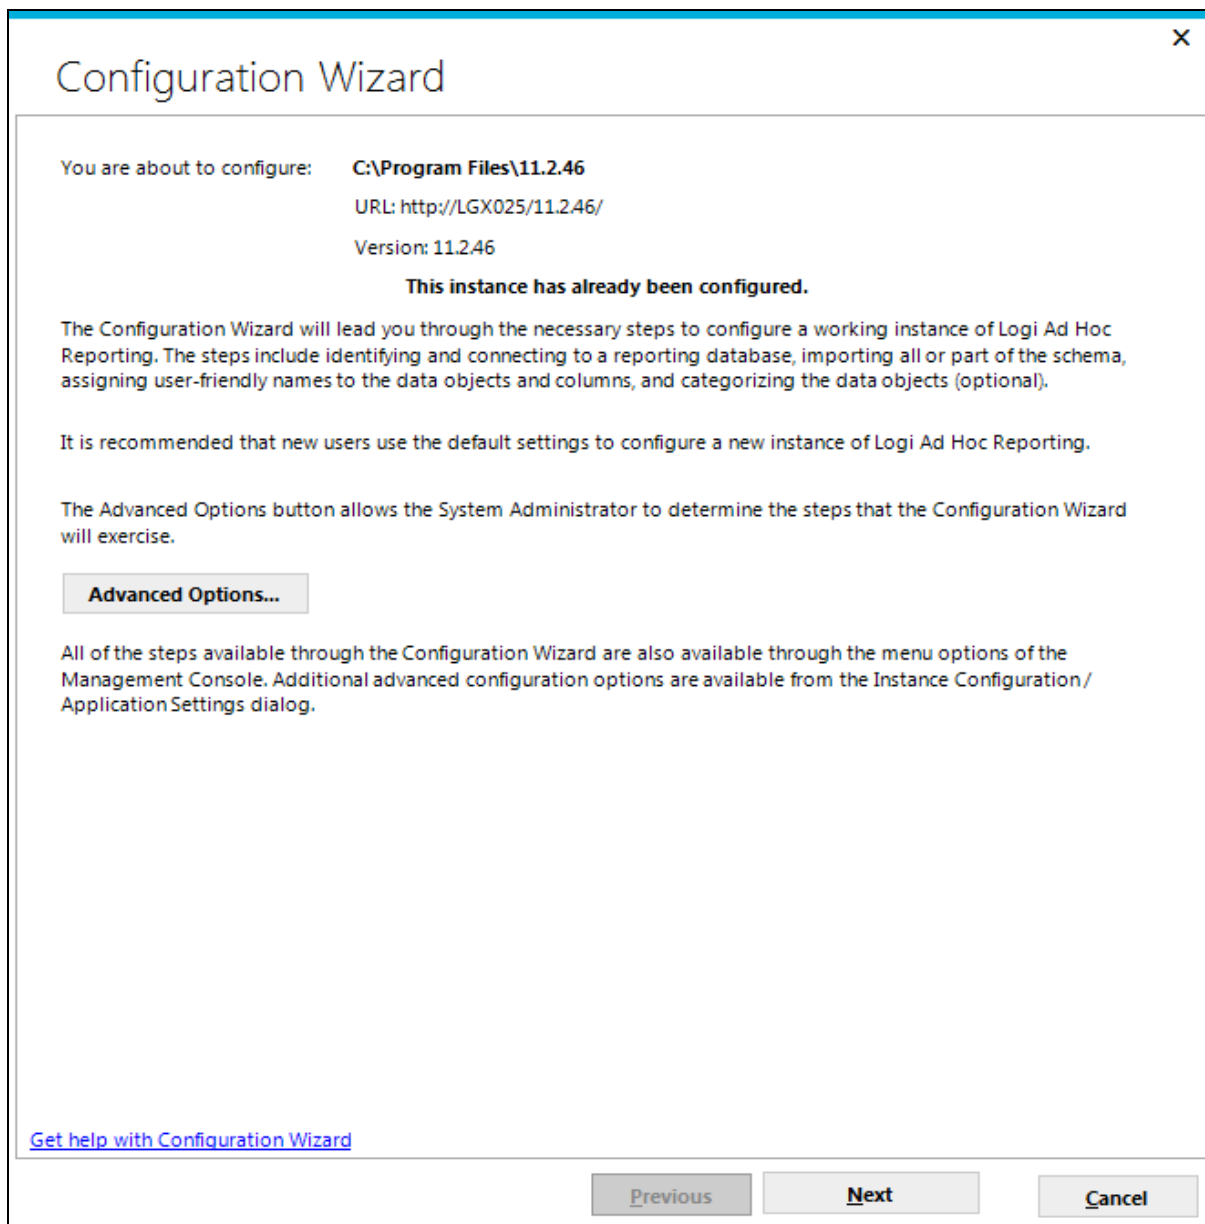 Configuration Wizard
You are about to configure: C:\Program Files\11.2.46
URL: http://LGX025/11.2.46/
Version: 11.2.46
This instance has already been configured.
The Configuration Wizard will lead you through the necessary steps to configure a working instance of Logi Ad Hoc
Reporting. The steps include identifying and connecting to a reporting database, importing all or part of the schema,
assigning user-friendly names to the data objects and columns, and categorizing the data objects (optional).
It is recommended that new users use the default settings to configure a new instance of Logi Ad Hoc Reporting.
The Advanced Options button allows the System Administrator to determine the steps that the Configuration Wizard
will exercise.
Advanced Options...
All of the steps available through the Configuration Wizard are also available through the menu options of the
Management Console. Additional advanced configuration options are available from the Instance Configuration /
Application Settings dialog.
Get help with Configuration Wizard
Previous Next Cancel